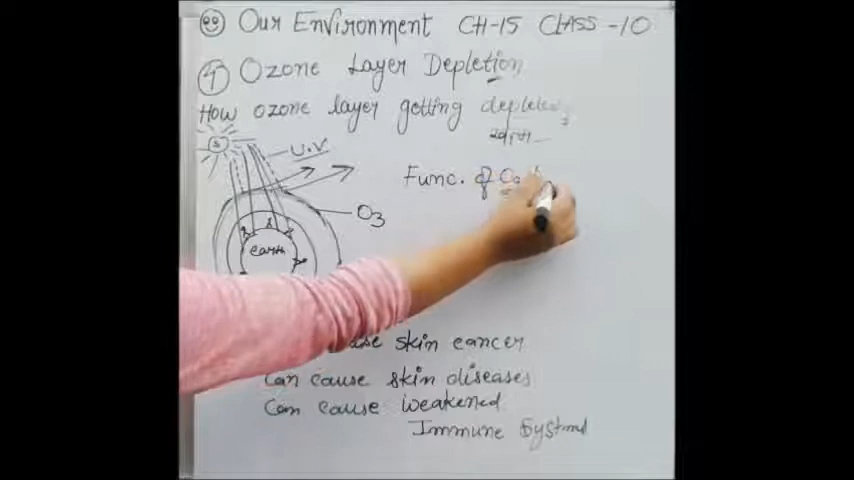 Our Environment CH-15 CLASS-10
4 Ozone Layer Depletion
How ozone layer getting
S
U.V
Func. of
O3
earth
skin cancer
Can cause skin diseases
Can cause weakened
Immune